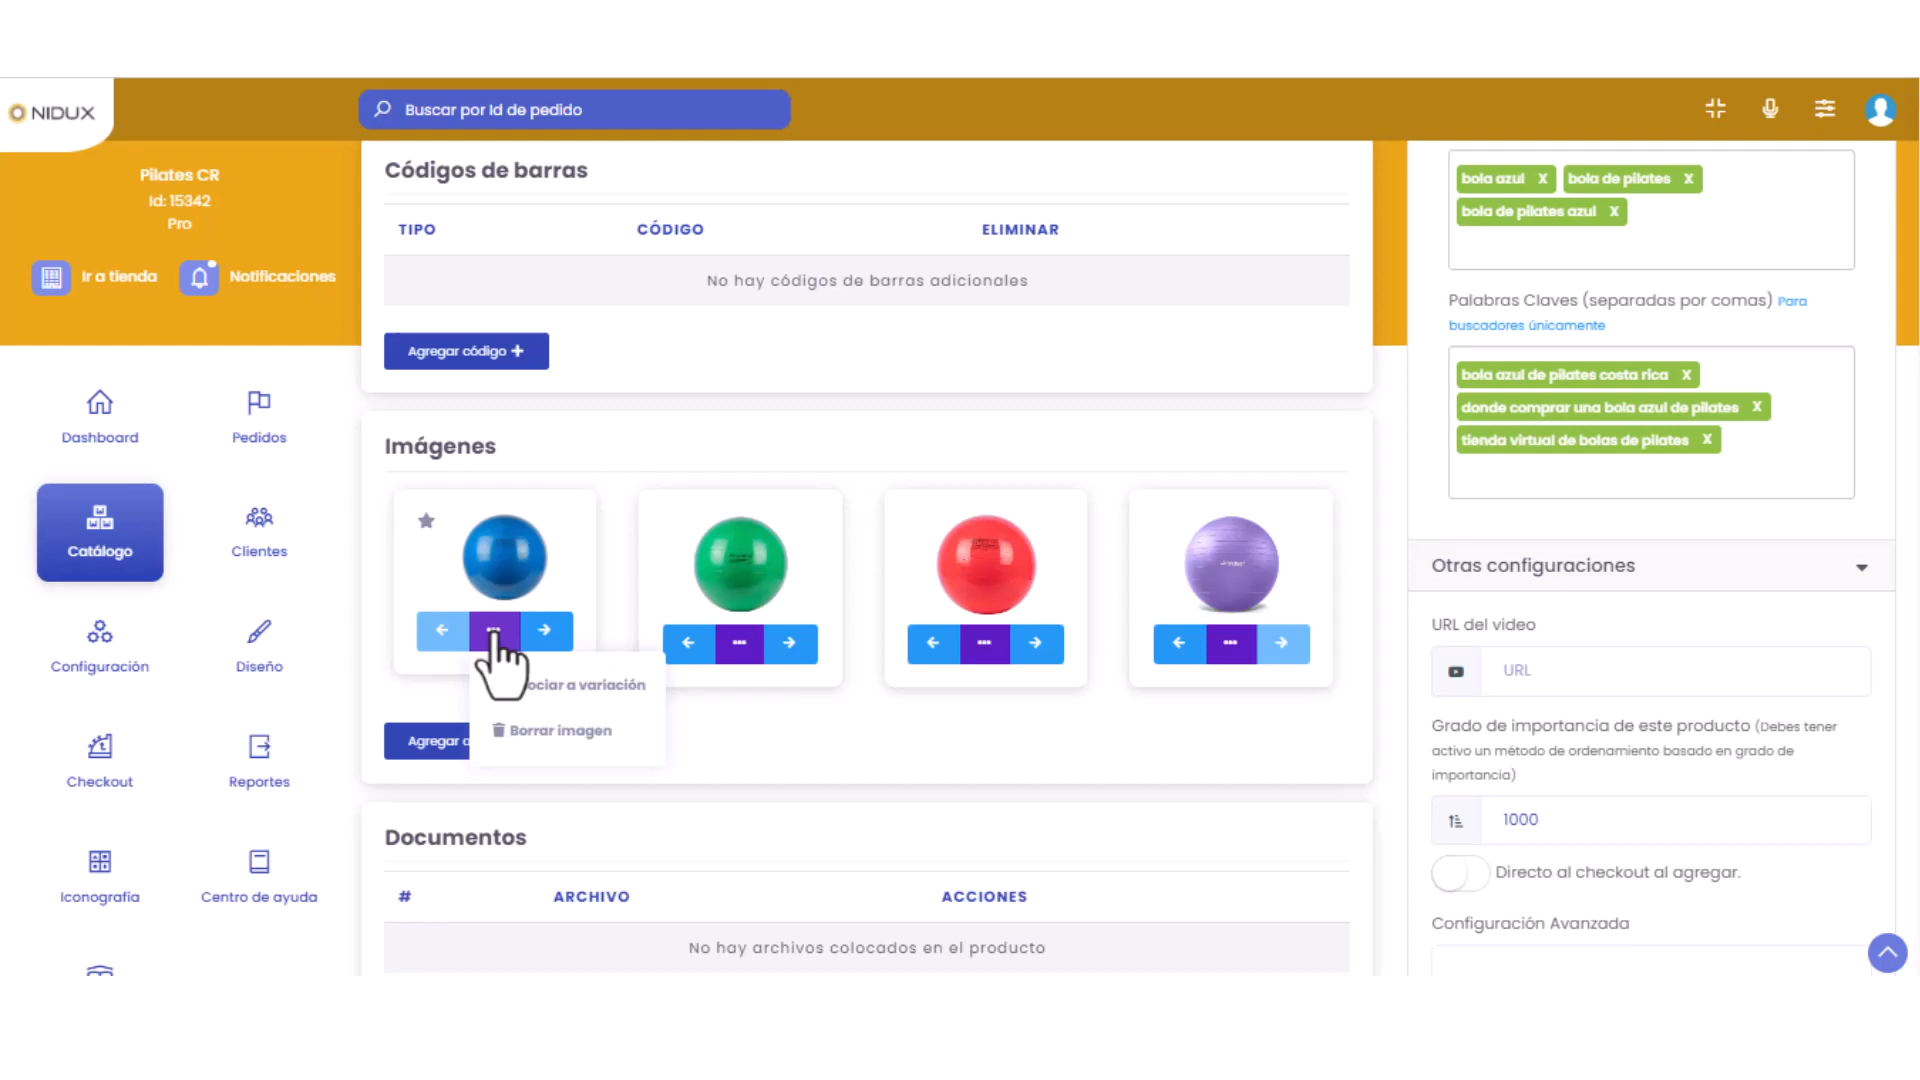 NIDUX
Buscar por Id de pedido
Pilates CR
Id: 15342
Pro
Ir a tienda
Notificaciones
Dashboard
Pedidos
Catálogo
Clientes
Configuración
Diseño
Checkout
Reportes
Iconografía
Centro de ayuda
Códigos de barras
TIPO CÓDIGO ELIMINAR
No hay códigos de barras adicionales
Agregar código +
Imágenes
a variación
Borrar imagen
Agregar
Documentos
# ARCHIVO ACCIONES
No hay archivos colocados en el producto
bola azul X bola de pilates X
bola de pilates azul X
Palabras Claves (separadas por comas) Para
buscadores únicamente
bola azul de pilates costa rica X
donde comprar una bola azul de pilates X
tienda virtual de bolas de pilates X
Otras configuraciones
URL del video
URL
Grado de importancia de este producto (Debes tener
activo un método de ordenamiento basado en grado de
importancia)
1000
Directo al checkout al agregar.
Configuración Avanzada